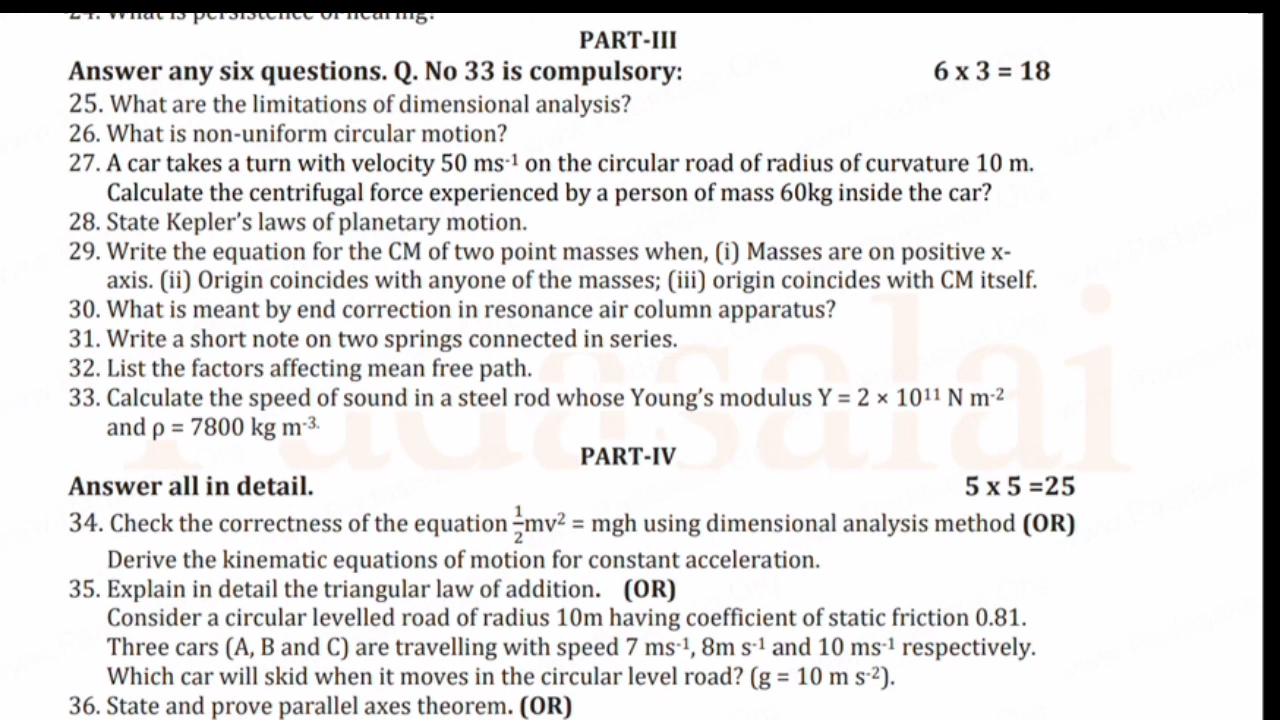 24. What is persistence of hearing?
PART-III
Answer any six questions. Q. No 33 is compulsory: 6 x 3 = 18
25. What are the limitations of dimensional analysis?
26. What is non-uniform circular motion?
27. A car takes a turn with velocity 50 ms⁻¹ on the circular road of radius of curvature 10 m.
Calculate the centrifugal force experienced by a person of mass 60kg inside the car?
28. State Kepler's laws of planetary motion.
29. Write the equation for the CM of two point masses when, (i) Masses are on positive x-
axis. (ii) Origin coincides with anyone of the masses; (iii) origin coincides with CM itself.
30. What is meant by end correction in resonance air column apparatus?
31. Write a short note on two springs connected in series.
32. List the factors affecting mean free path.
33. Calculate the speed of sound in a steel rod whose Young's modulus Y = 2 × 10¹¹ N m⁻²
and ρ = 7800 kg m⁻³.
PART-IV
Answer all in detail. 5 x 5 =25
34. Check the correctness of the equation ½mv² = mgh using dimensional analysis method (OR)
Derive the kinematic equations of motion for constant acceleration.
35. Explain in detail the triangular law of addition. (OR)
Consider a circular levelled road of radius 10m having coefficient of static friction 0.81.
Three cars (A, B and C) are travelling with speed 7 ms⁻¹, 8m s⁻¹ and 10 ms⁻¹ respectively.
Which car will skid when it moves in the circular level road? (g = 10 m s⁻²).
36. State and prove parallel axes theorem. (OR)
Padasalai